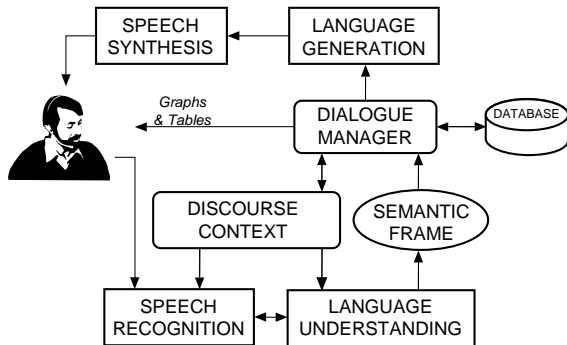 SPEECH
SYNTHESIS
LANGUAGE
GENERATION
Graphs
& Tables
DIALOGUE
MANAGER
DATABASE
DISCOURSE
CONTEXT
SEMANTIC
FRAME
SPEECH
RECOGNITION
LANGUAGE
UNDERSTANDING